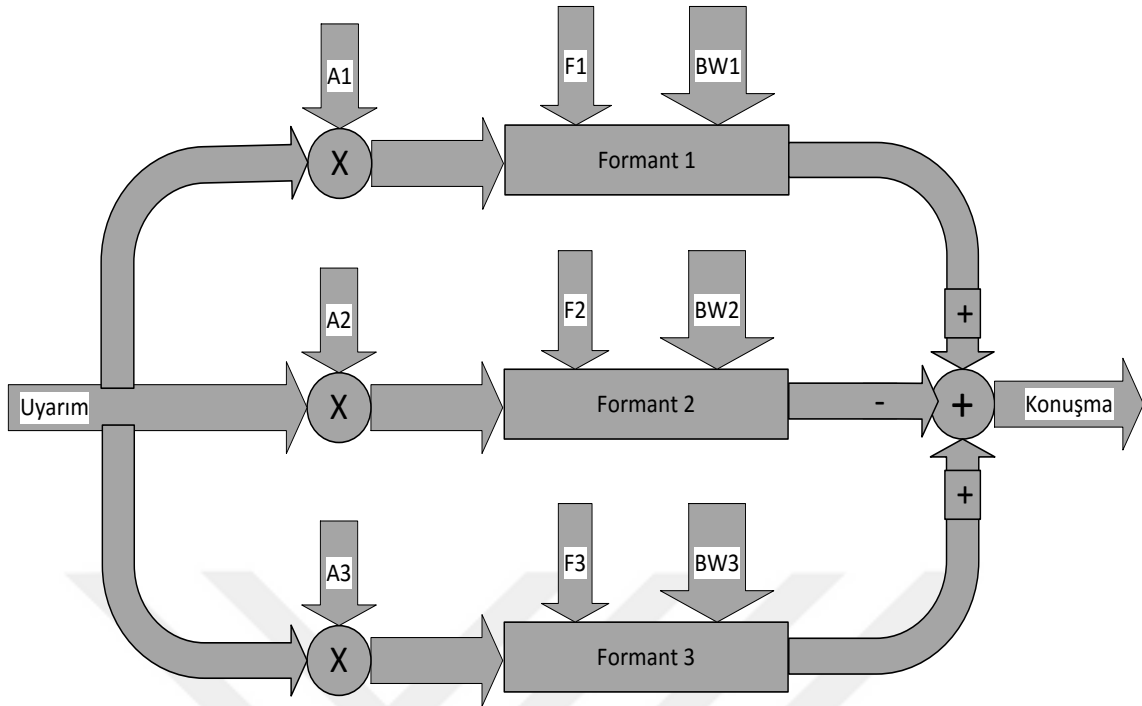 A1
F1
BW1
X
Formant 1
+
A2
F2
BW2
Uyarım
X
Formant 2
-
+
Konuşma
+
A3
F3
BW3
X
Formant 3